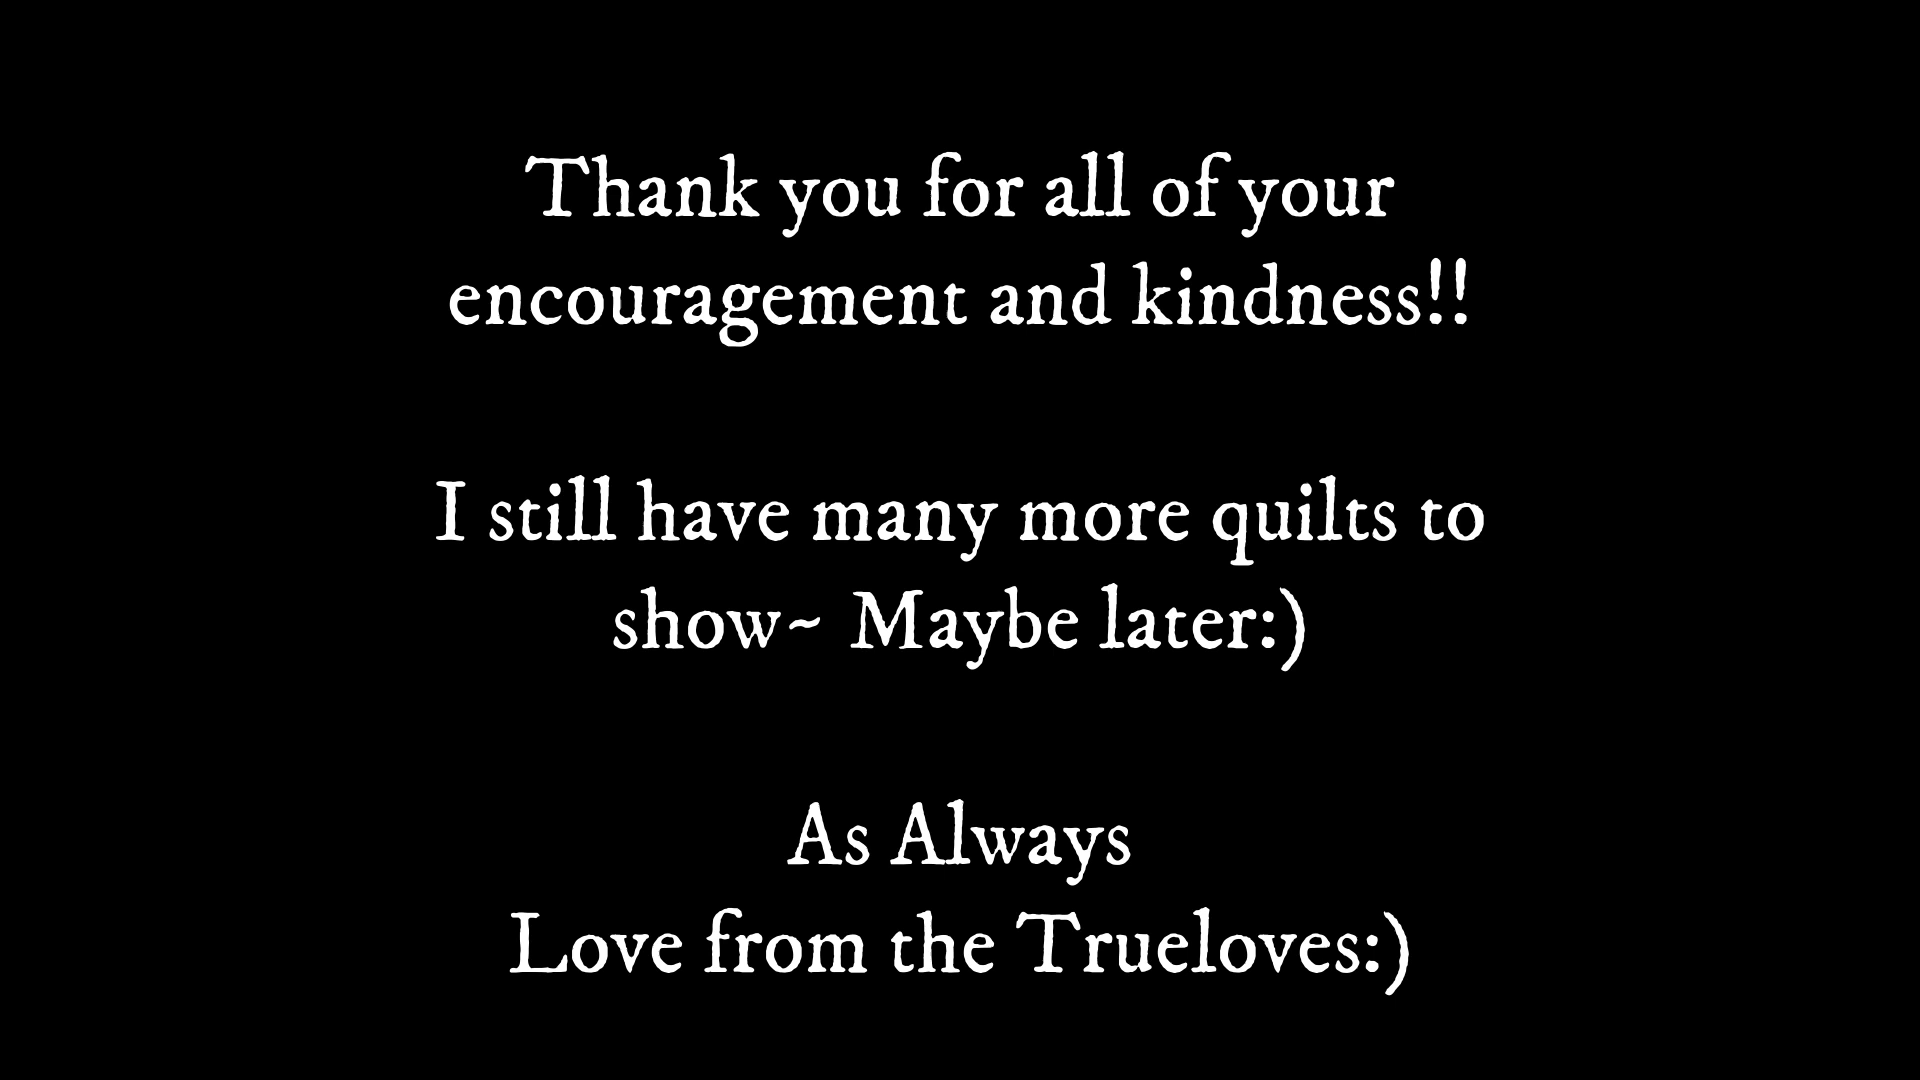 Thank you for all of your
encouragement and kindness!!
I still have many more quilts to
show~ Maybe later:)
As Always
Love from the Trueloves:)